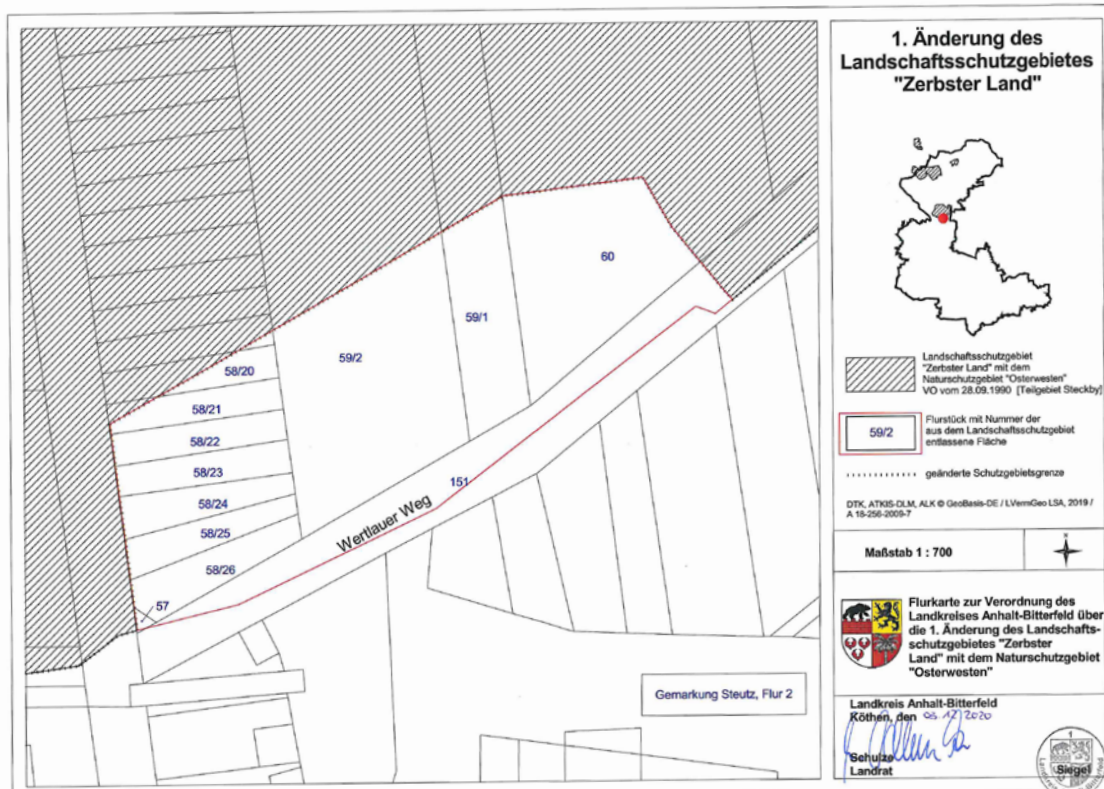 1. Änderung des
Landschaftsschutzgebietes
"Zerbster Land"
60
59/1
59/2
58/20
58/21
58/22
58/23
58/24
58/25
58/26
57
151
Wertlauer Weg
Gemarkung Steutz, Flur 2
Landschaftsschutzgebiet
"Zerbster Land" mit dem
Naturschutzgebiet "Osterwesten"
VO vom 28.09.1990 [Teilgebiet Steckby]
59/2
Flurstück mit Nummer der
aus dem Landschaftsschutzgebiet
entlassene Fläche
geänderte Schutzgebietsgrenze
DTK, ATKIS-DLM, ALK © GeoBasis-DE / LVermGeo LSA, 2019 /
A 18-256-2009-7
Maßstab 1 : 700
N
Flurkarte zur Verordnung des
Landkreises Anhalt-Bitterfeld über
die 1. Änderung des Landschafts-
schutzgebietes "Zerbster
Land" mit dem Naturschutzgebiet
"Osterwesten"
Landkreis Anhalt-Bitterfeld
Köthen, den 03.12.2020
Schulze
Landrat
1
Siegel